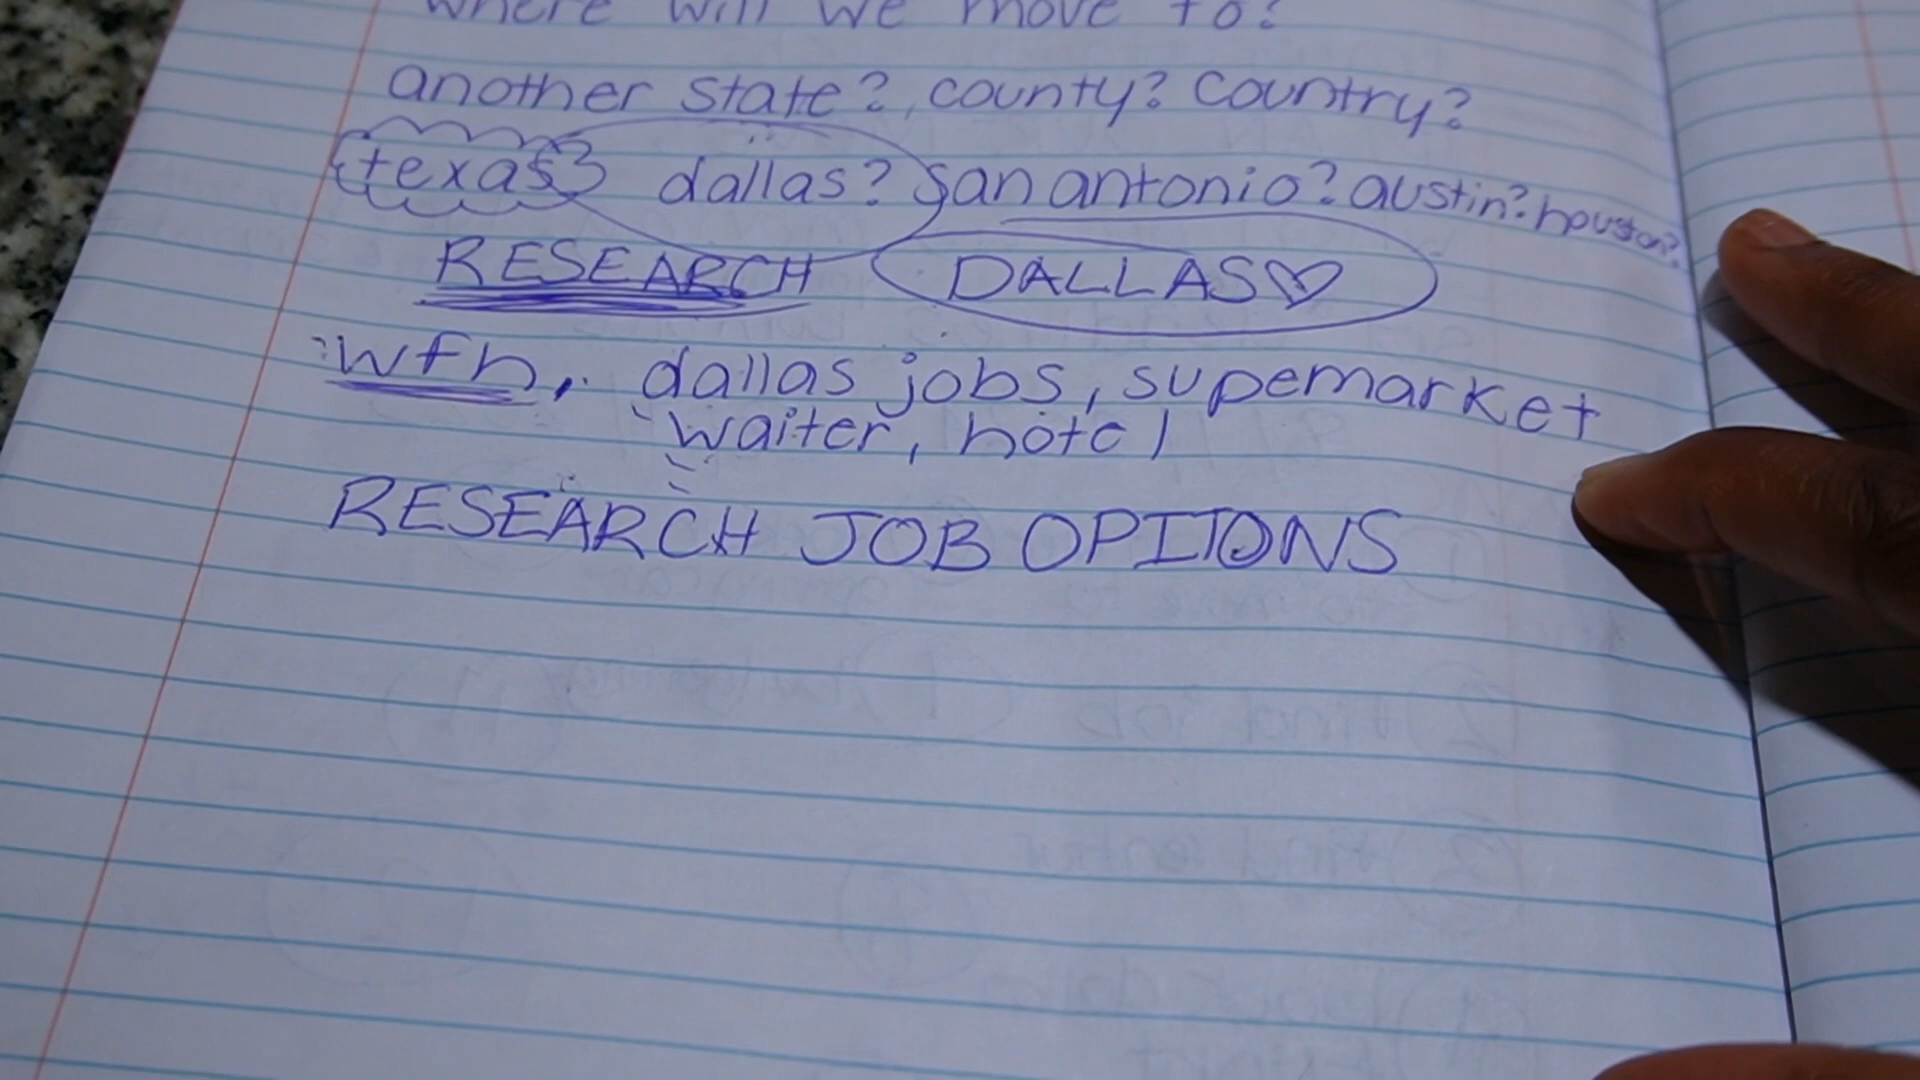 where will we move to?
another state?, county? Country?
texas? dallas? san antonio? austin? houston?
RESEARCH DALLAS♡
wfh, dallas jobs, supemarket
waiter, hotel
RESEARCH JOB OPITONS